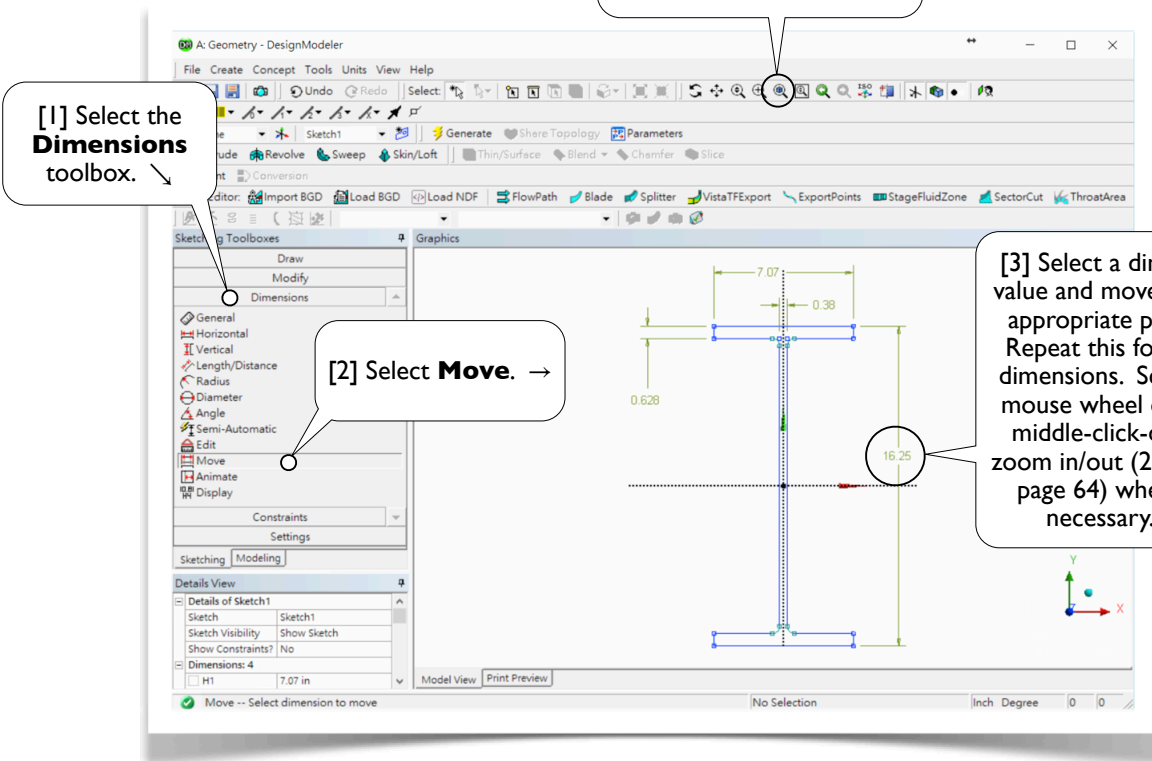 A: Geometry - DesignModeler
File Create Concept Tools Units View Help
Undo Redo Select:
Sketch1 Generate Share Topology Parameters
Revolve Sweep Skin/Loft Thin/Surface Blend Chamfer Slice
Conversion
Import BGD Load BGD Load NDF FlowPath Blade Splitter VistaTFExport ExportPoints StageFluidZone SectorCut ThroatArea
[1] Select the
Dimensions
toolbox. ↘
Sketching Toolboxes
Draw
Modify
Dimensions
General
Horizontal
Vertical
Length/Distance
Radius
Diameter
Angle
Semi-Automatic
Edit
Move
Animate
Display
Constraints
Settings
Sketching Modeling
[2] Select Move. →
Details View
Details of Sketch1
Sketch Sketch1
Sketch Visibility Show Sketch
Show Constraints? No
Dimensions: 4
H1 7.07 in
Graphics
7.07
0.38
0.628
16.25
[3] Select a
value and move
appropriate
Repeat this
dimensions.
mouse wheel
middle-click-
zoom in/out
page 64)
necessary.
Y
X
Model View Print Preview
Move -- Select dimension to move No Selection Inch Degree 0 0